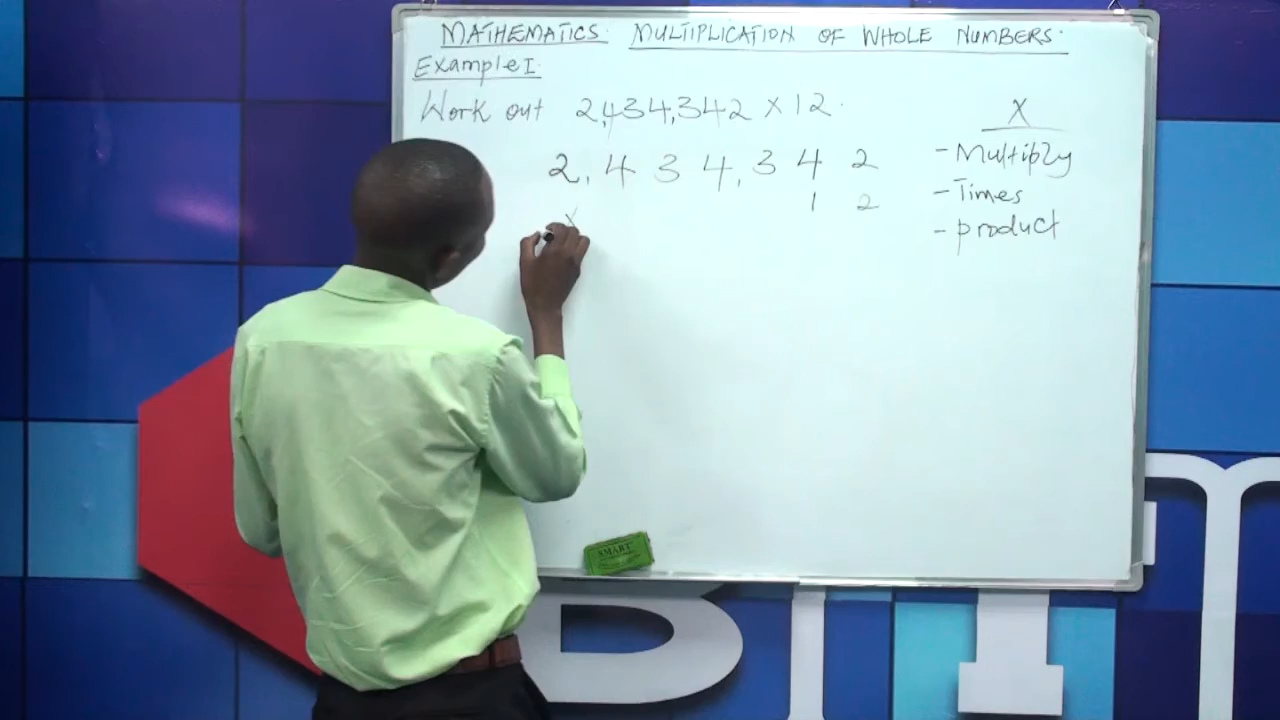 MATHEMATICS: MULTIPLICATION OF WHOLE NUMBERS.
Example I:
Work out 2,434,342 x 12.
2, 4 3 4, 3 4 2
1 2
x
X
- Multiply
- Times
- product
SMART